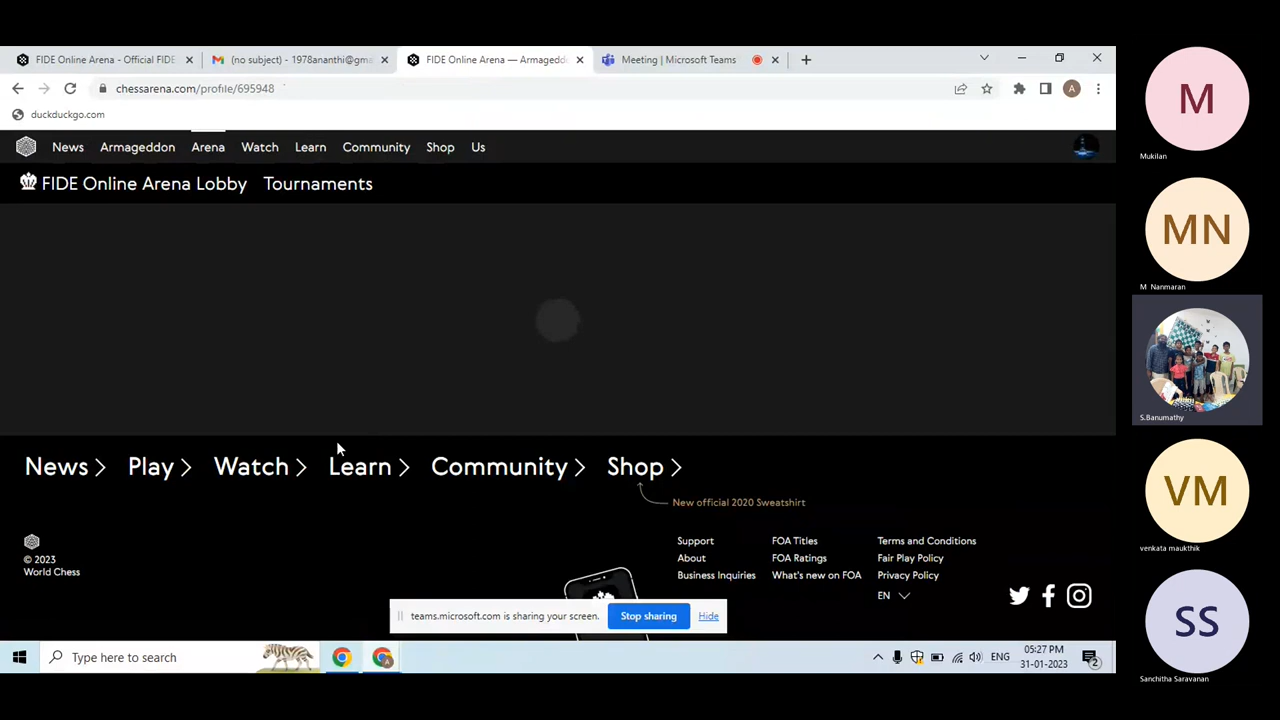 FIDE Online Arena - Official FIDE
(no subject) - 1978ananthi@gma
FIDE Online Arena — Armageddo
Meeting | Microsoft Teams
chessarena.com/profile/695948
A
duckduckgo.com
News Armageddon Arena Watch Learn Community Shop Us
FIDE Online Arena Lobby Tournaments
News Play Watch Learn Community Shop
New official 2020 Sweatshirt
© 2023
World Chess
Support
About
Business Inquiries
FOA Titles
FOA Ratings
What's new on FOA
Terms and Conditions
Fair Play Policy
Privacy Policy
EN
teams.microsoft.com is sharing your screen. Stop sharing Hide
Type here to search
A
ENG
05:27 PM
31-01-2023
2
M
Mukilan
MN
M Nanmaran
S.Banumathy
VM
venkata maukthik
SS
Sanchitha Saravanan